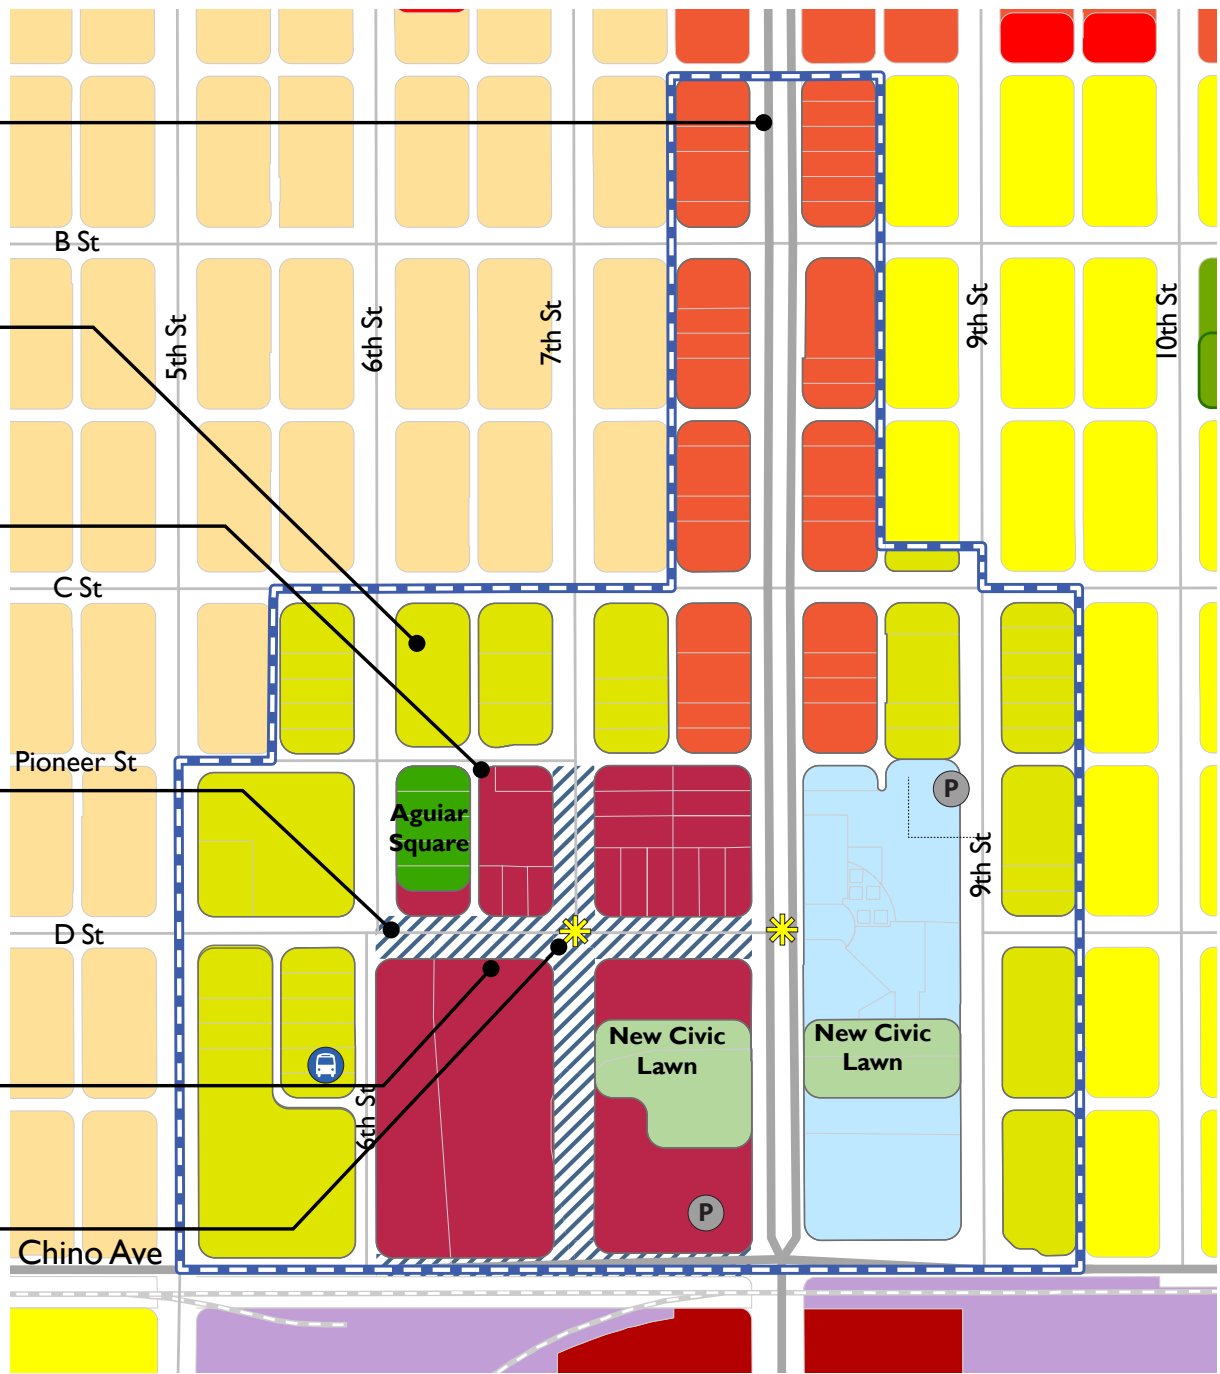 B St
5th St
6th St
7th St
9th St
10th St
C St
Pioneer St
Aguiar
Square
P
9th St
D St
New Civic
Lawn
New Civic
Lawn
6th St
P
Chino Ave